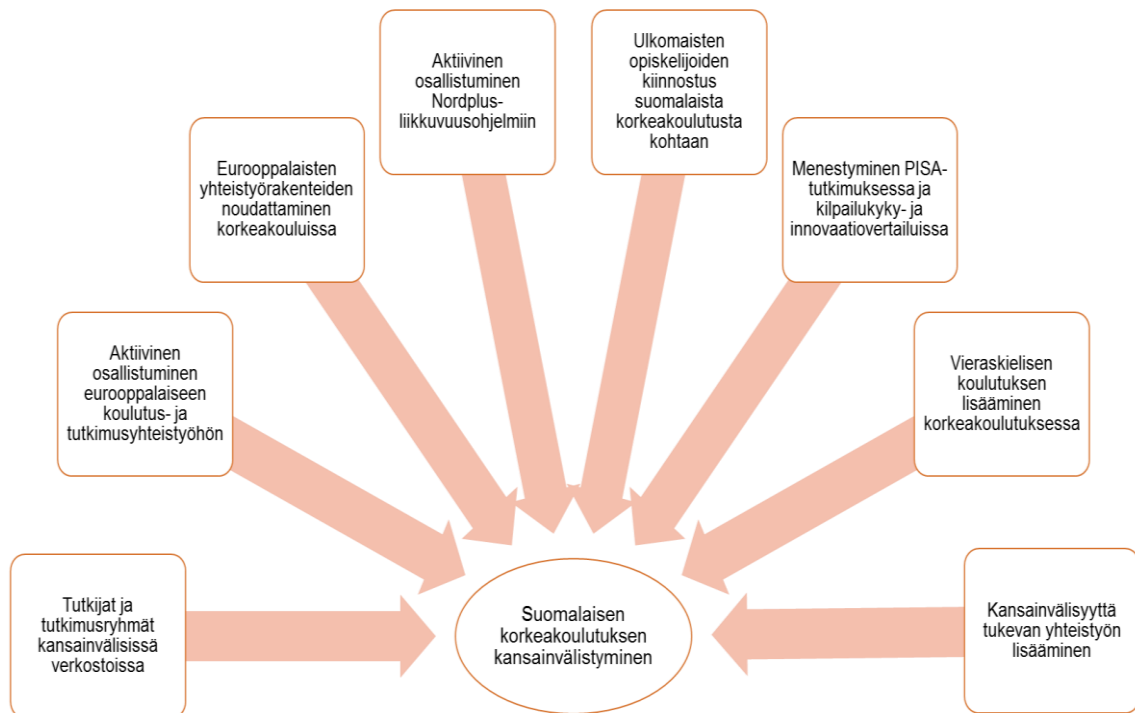 Tutkijat ja
tutkimusryhmät
kansainvälisissä
verkostoissa
Aktiivinen
osallistuminen
eurooppalaiseen
koulutus- ja
tutkimusyhteistyöhön
Eurooppalaisten
yhteistyörakenteiden
noudattaminen
korkeakouluissa
Aktiivinen
osallistuminen
Nordplus-
liikkuvuusohjelmiin
Ulkomaisten
opiskelijoiden
kiinnostus
suomalaista
korkeakoulutusta
kohtaan
Menestyminen PISA-
tutkimuksessa ja
kilpailukyky- ja
innovaatiovertailuissa
Vieraskielisen
koulutuksen
lisääminen
korkeakoulutuksessa
Kansainvälisyyttä
tukevan yhteistyön
lisääminen
Suomalaisen
korkeakoulutuksen
kansainvälistyminen